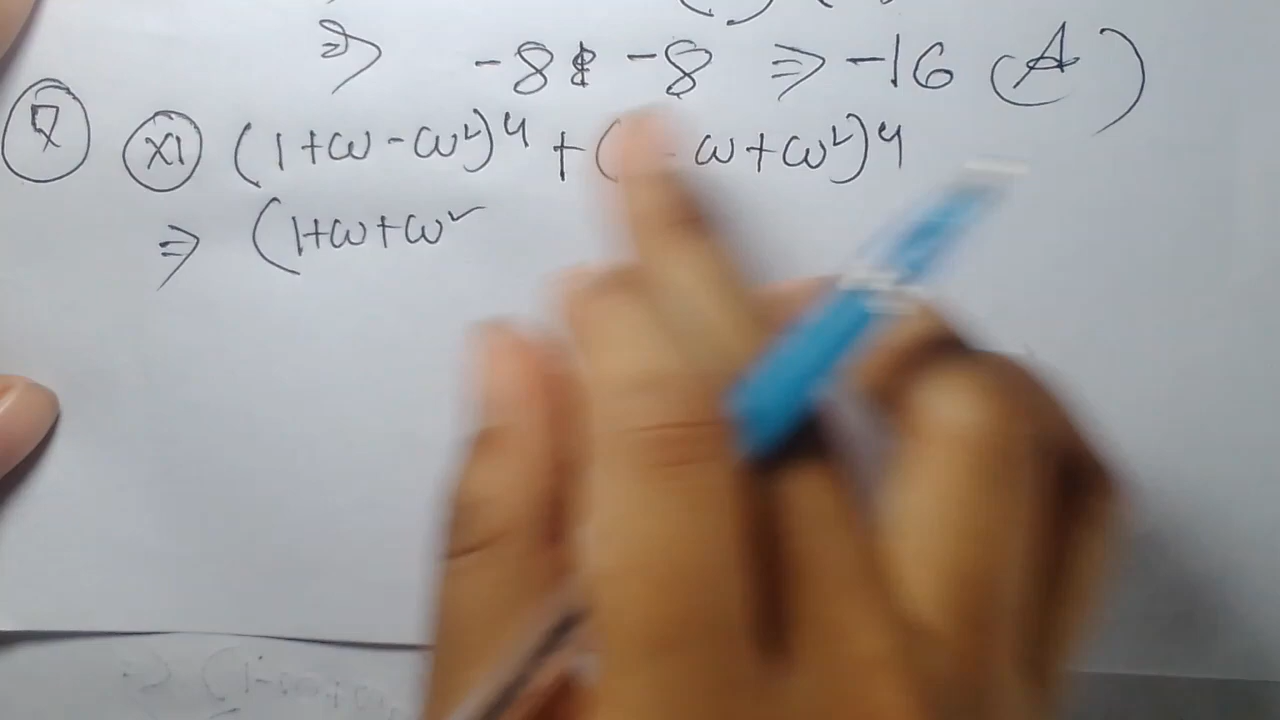 ⇒ -8 -8 ⇒ -16 (A)
Q XI (1+ω-ω²)⁴ + ( - ω+ω²)⁴
⇒ (1+ω+ω²